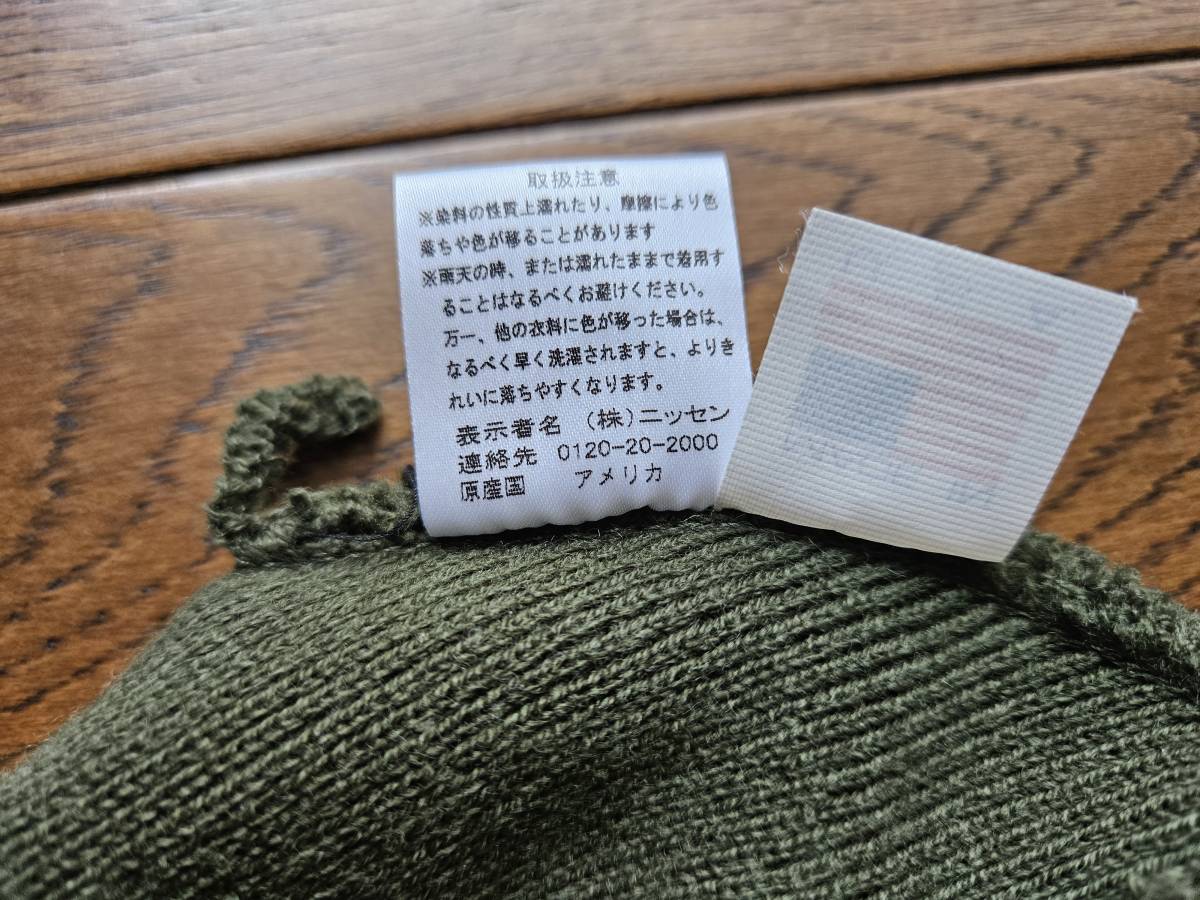 取扱注意
※染料の性質上濡れたり、摩擦により色
落ちや色が移ることがあります
※雨天の時、または濡れたままで着用す
ることはなるべくお避けください。
万一、他の衣料に色が移った場合は、
なるべく早く洗濯されますと、よりき
れいに落ちやすくなります。
表示者名 (株)ニッセン
連絡先 0120-20-2000
原産国 アメリカ